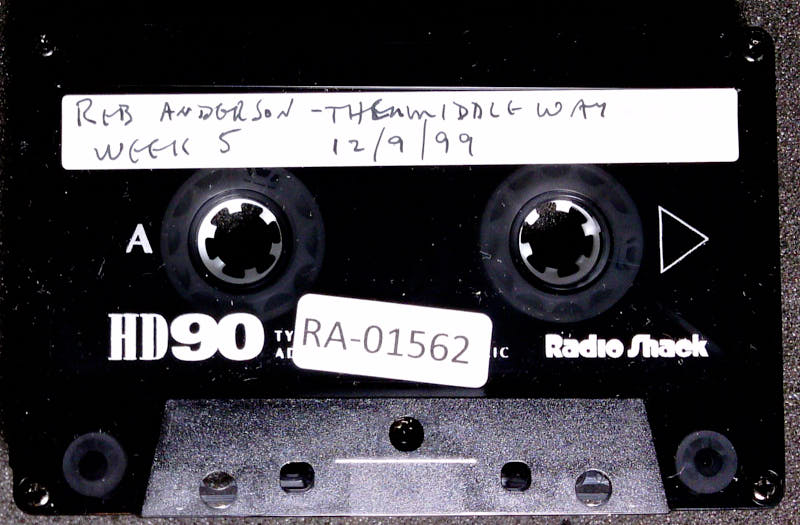 REB ANDERSON - THE MIDDLE WAY
WEEK 5 12/9/99
A
HD90
RA-01562
Radio Shack